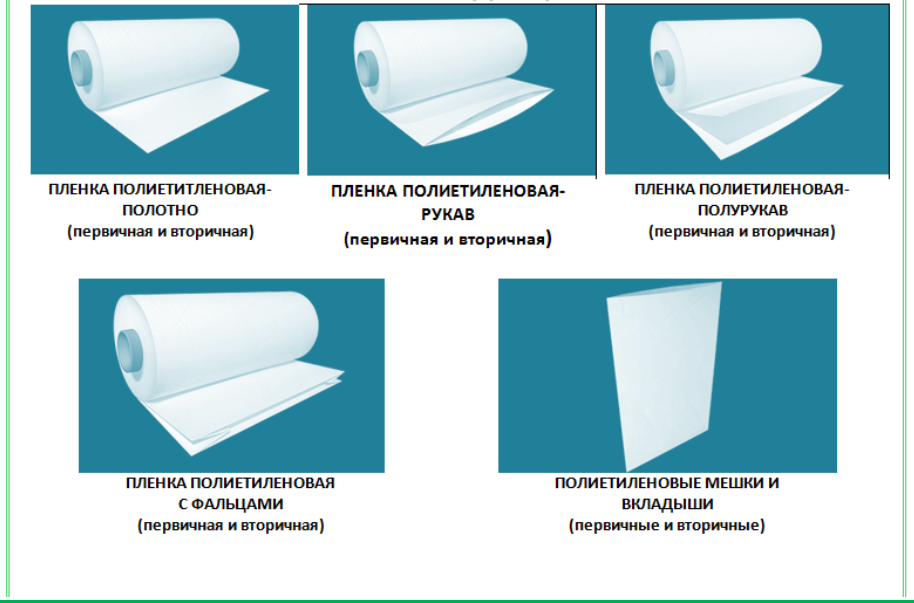 ПЛЕНКА ПОЛИЕТИТЛЕНОВАЯ-
ПОЛОТНО
(первичная и вторичная)
ПЛЕНКА ПОЛИЕТИЛЕНОВАЯ-
РУКАВ
(первичная и вторичная)
ПЛЕНКА ПОЛИЕТИЛЕНОВАЯ-
ПОЛУРУКАВ
(первичная и вторичная)
ПЛЕНКА ПОЛИЕТИЛЕНОВАЯ
С ФАЛЬЦАМИ
(первичная и вторичная)
ПОЛИЕТИЛЕНОВЫЕ МЕШКИ И
ВКЛАДЫШИ
(первичные и вторичные)